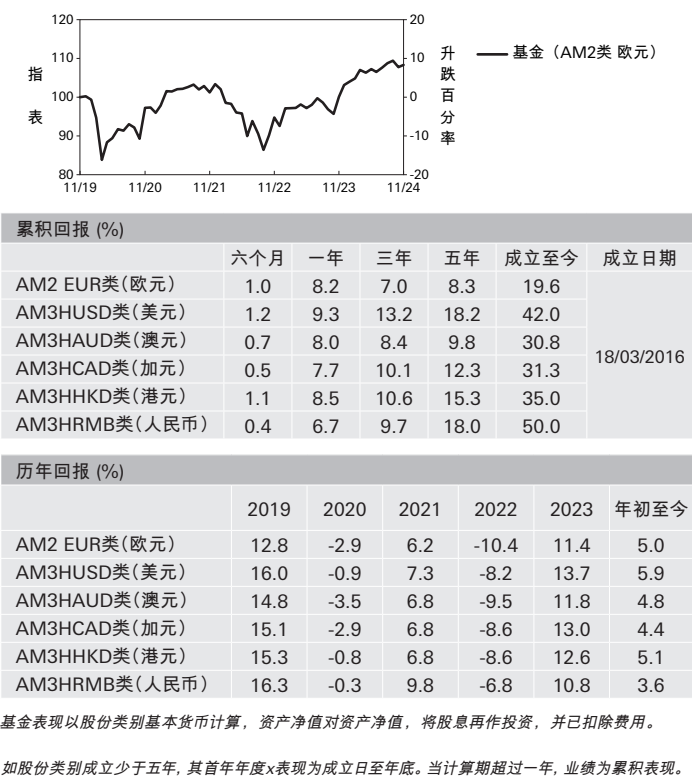 120
110
100
90
80
指
表
20
10
0
-10
-20
升
跌
百
分
率
11/19 11/20 11/21 11/22 11/23 11/24
基金（AM2类 欧元）
累积回报 (%)
六个月 一年 三年 五年 成立至今 成立日期
AM2 EUR类（欧元） 1.0 8.2 7.0 8.3 19.6
AM3HUSD类（美元） 1.2 9.3 13.2 18.2 42.0
AM3HAUD类（澳元） 0.7 8.0 8.4 9.8 30.8
18/03/2016
AM3HCAD类（加元） 0.5 7.7 10.1 12.3 31.3
AM3HHKD类（港元） 1.1 8.5 10.6 15.3 35.0
AM3HRMB类（人民币） 0.4 6.7 9.7 18.0 50.0
历年回报 (%)
2019 2020 2021 2022 2023 年初至今
AM2 EUR类（欧元） 12.8 -2.9 6.2 -10.4 11.4 5.0
AM3HUSD类（美元） 16.0 -0.9 7.3 -8.2 13.7 5.9
AM3HAUD类（澳元） 14.8 -3.5 6.8 -9.5 11.8 4.8
AM3HCAD类（加元） 15.1 -2.9 6.8 -8.6 13.0 4.4
AM3HHKD类（港元） 15.3 -0.8 6.8 -8.6 12.6 5.1
AM3HRMB类（人民币） 16.3 -0.3 9.8 -6.8 10.8 3.6
基金表现以股份类别基本货币计算，资产净值对资产净值，将股息再作投资，并已扣除费用。
如股份类别成立少于五年，其首年年度x表现为成立日至年底。当计算期超过一年，业绩为累积表现。